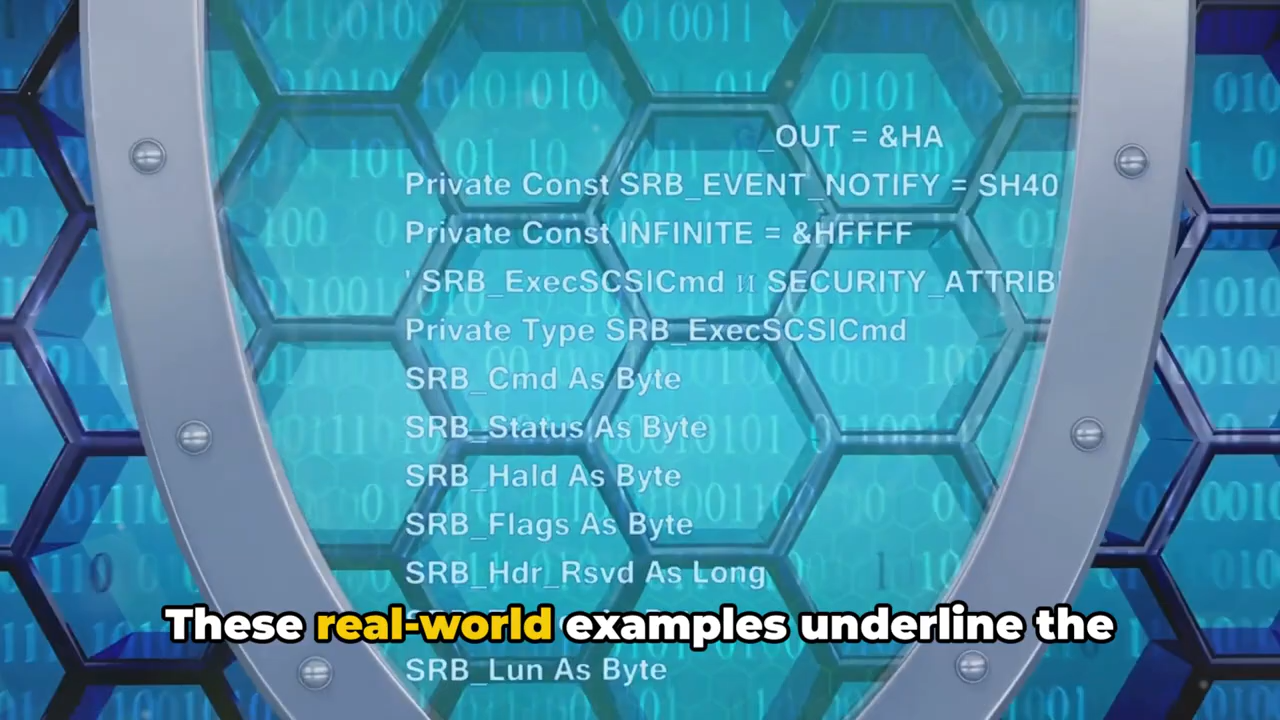 _OUT = &HA
Private Const SRB_EVENT_NOTIFY = SH40
Private Const INFINITE = &HFFFF
' SRB_ExecSCSICmd и SECURITY_ATTRIB
Private Type SRB_ExecSCSICmd
SRB_Cmd As Byte
SRB_Status As Byte
SRB_Hald As Byte
SRB_Flags As Byte
SRB_Hdr_Rsvd As Long
These real-world examples underline the
SRB_Lun As Byte